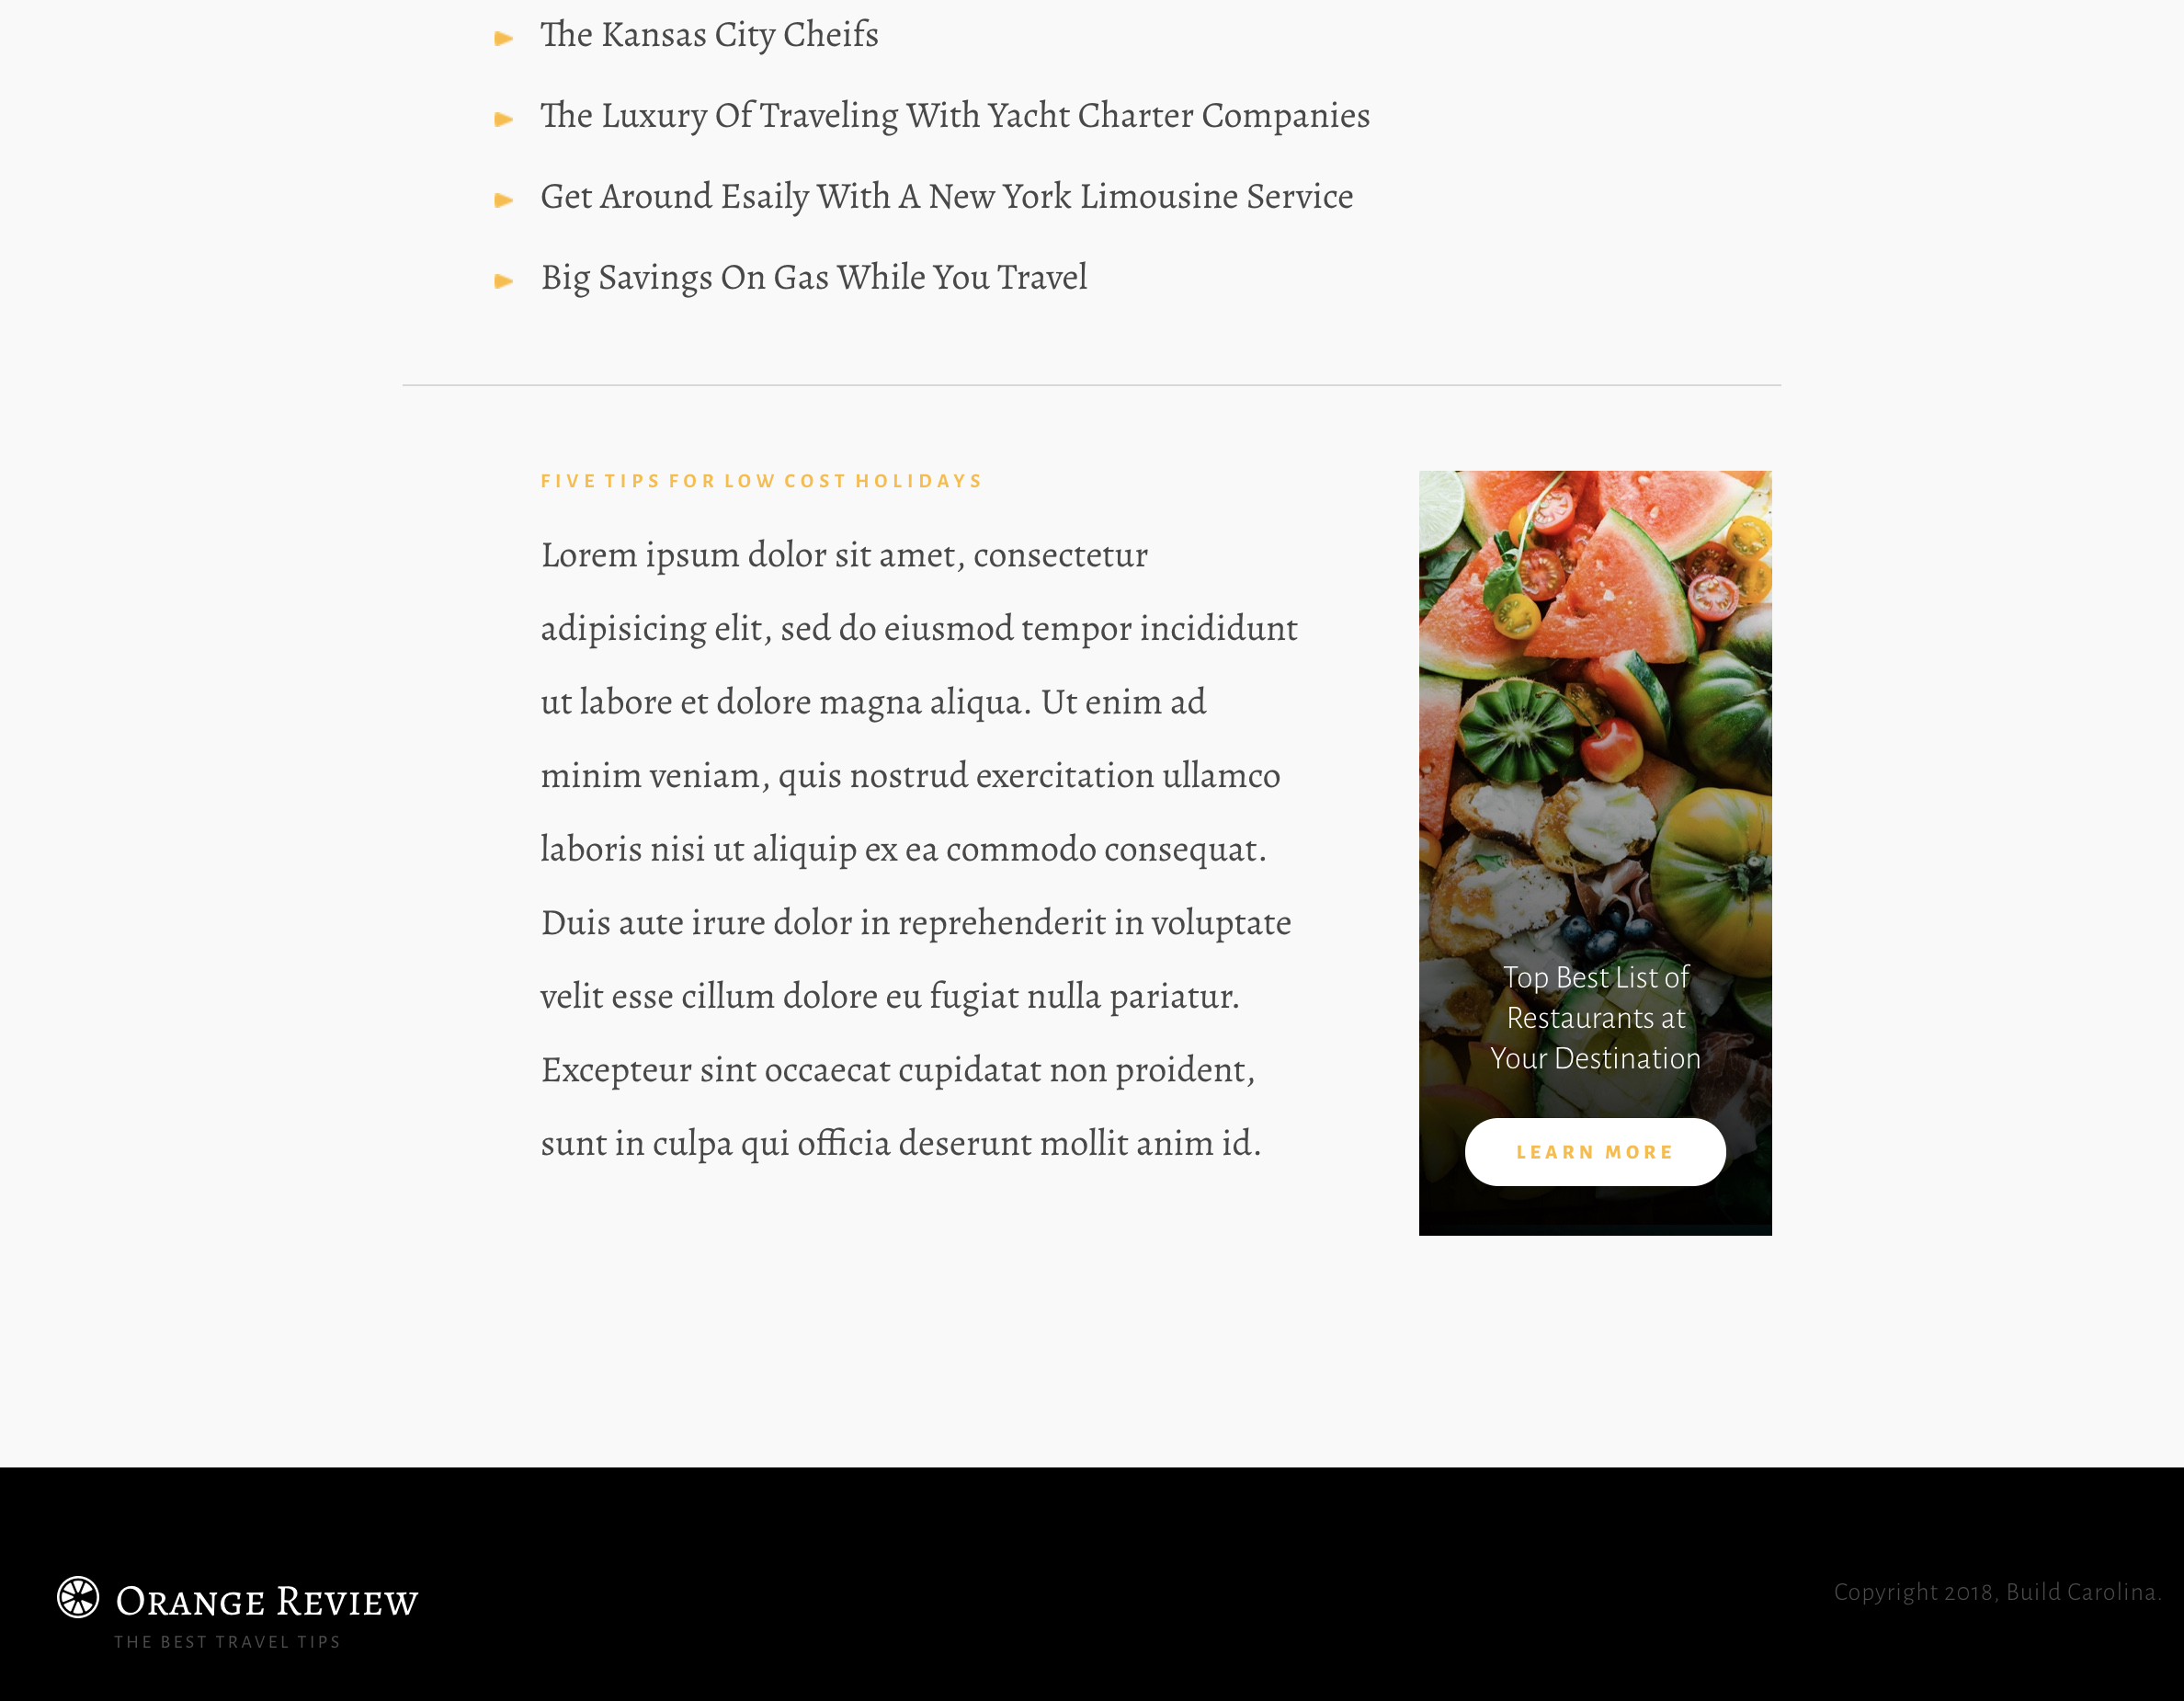 The Kansas City Cheifs
The Luxury Of Traveling With Yacht Charter Companies
Get Around Esaily With A New York Limousine Service
Big Savings On Gas While You Travel
FIVE TIPS FOR LOW COST HOLIDAYS
Lorem ipsum dolor sit amet, consectetur
adipisicing elit, sed do eiusmod tempor incididunt
ut labore et dolore magna aliqua. Ut enim ad
minim veniam, quis nostrud exercitation ullamco
laboris nisi ut aliquip ex ea commodo consequat.
Duis aute irure dolor in reprehenderit in voluptate
velit esse cillum dolore eu fugiat nulla pariatur.
Excepteur sint occaecat cupidatat non proident,
sunt in culpa qui officia deserunt mollit anim id.
Top Best List of
Restaurants at
Your Destination
LEARN MORE
Orange Review
THE BEST TRAVEL TIPS
Copyright 2018, Build Carolina.